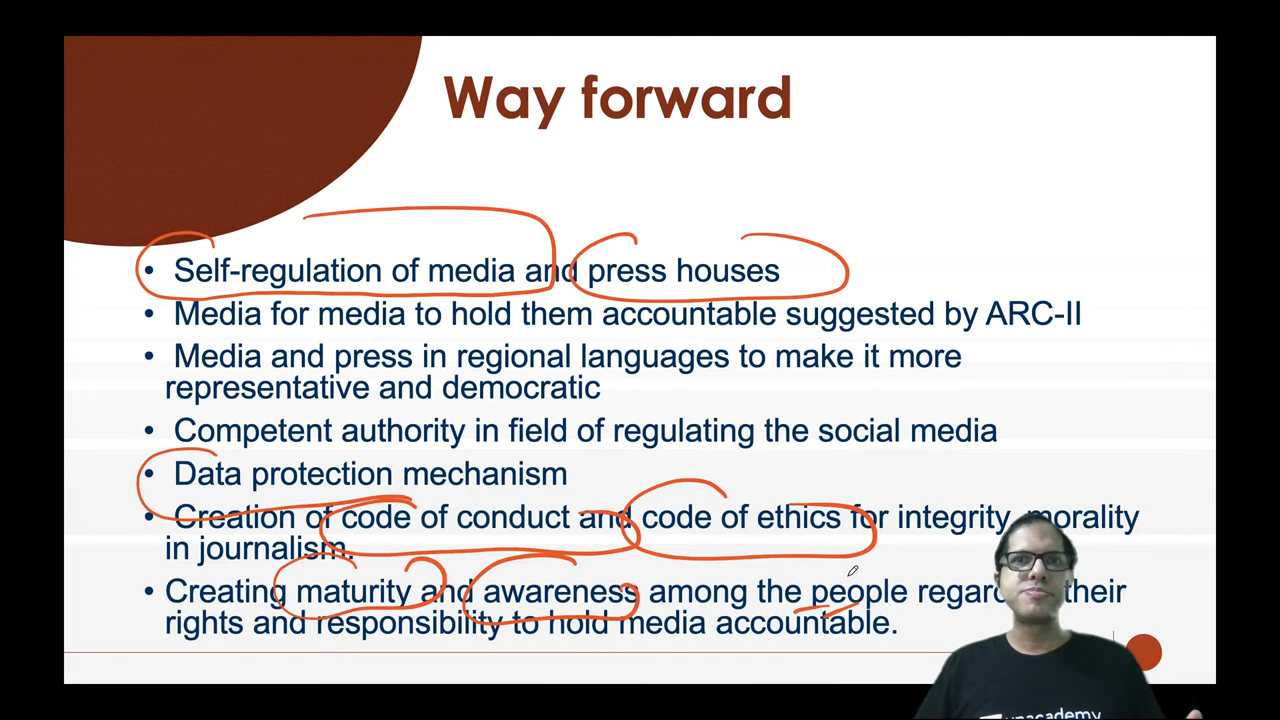 Way forward
• Self-regulation of media and press houses
• Media for media to hold them accountable suggested by ARC-II
• Media and press in regional languages to make it more
representative and democratic
• Competent authority in field of regulating the social media
• Data protection mechanism
• Creation of code of conduct and code of ethics for integrity, morality
in journalism.
• Creating maturity and awareness among the people regar their
rights and responsibility to hold media accountable.
unacademy